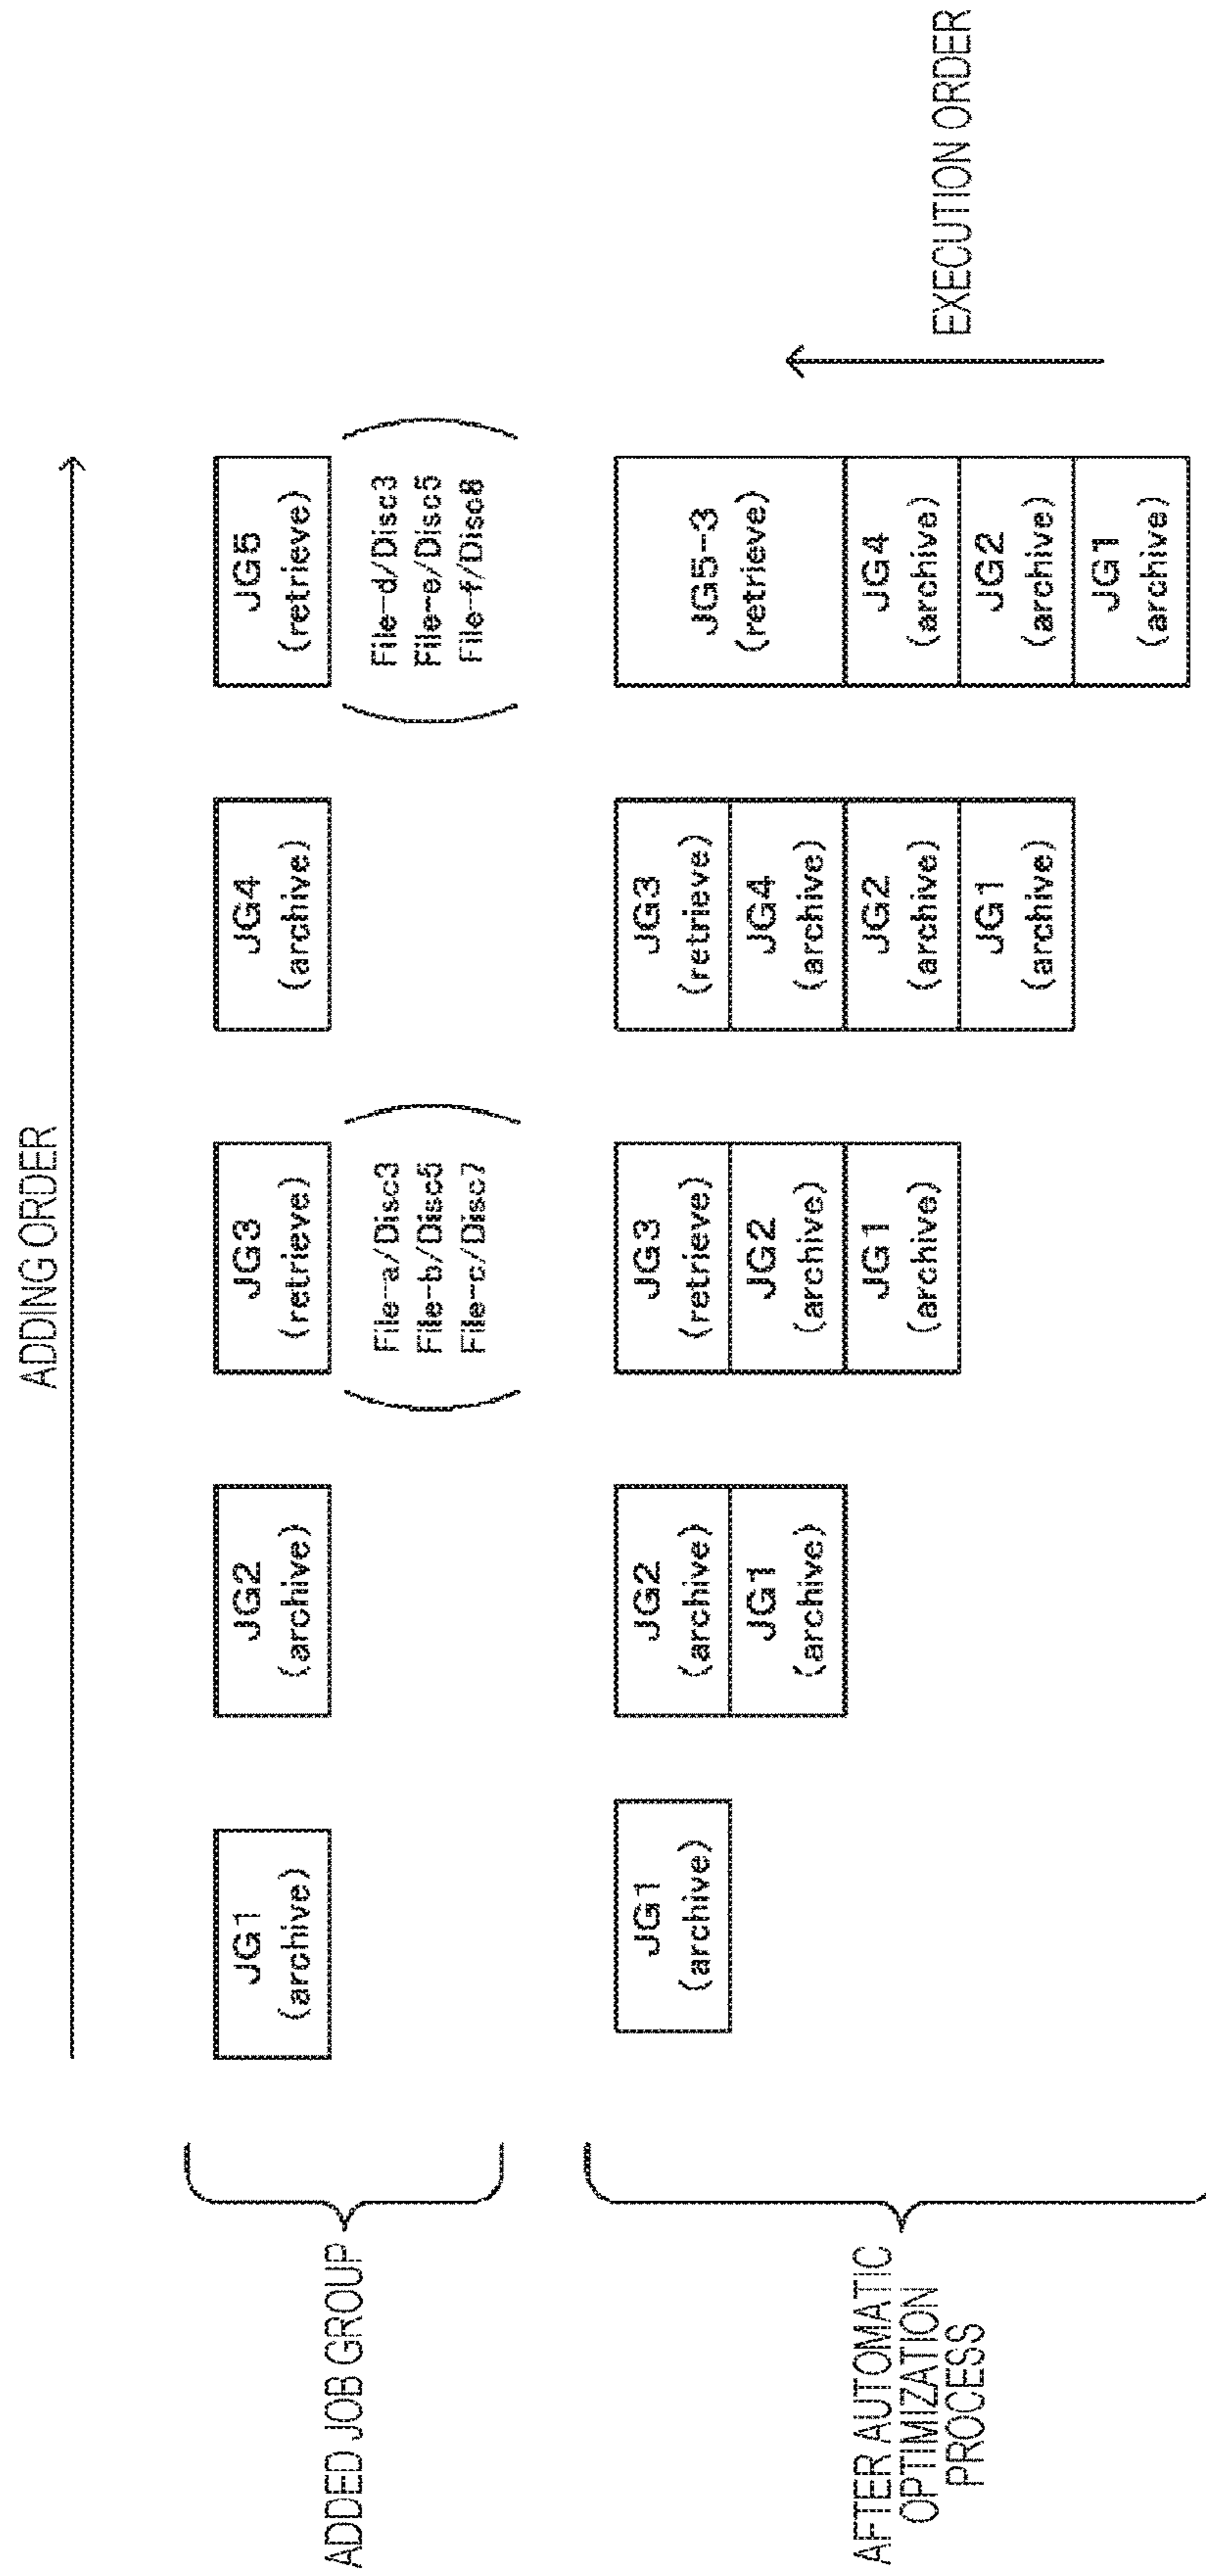 ADDING ORDER
ADDED JOB GROUP
JG1
(archive)
JG2
(archive)
JG3
(retrieve)
File-a/Disc3
File-b/Disc5
File-c/Disc7
JG4
(archive)
JG5
(retrieve)
File-d/Disc3
File-e/Disc5
File-f/Disc8
AFTER AUTOMATIC
OPTIMIZATION
PROCESS
JG1
(archive)
JG2
(archive)
JG1
(archive)
JG3
(retrieve)
JG2
(archive)
JG1
(archive)
JG3
(retrieve)
JG4
(archive)
JG2
(archive)
JG1
(archive)
JG5-3
(retrieve)
JG4
(archive)
JG2
(archive)
JG1
(archive)
EXECUTION ORDER